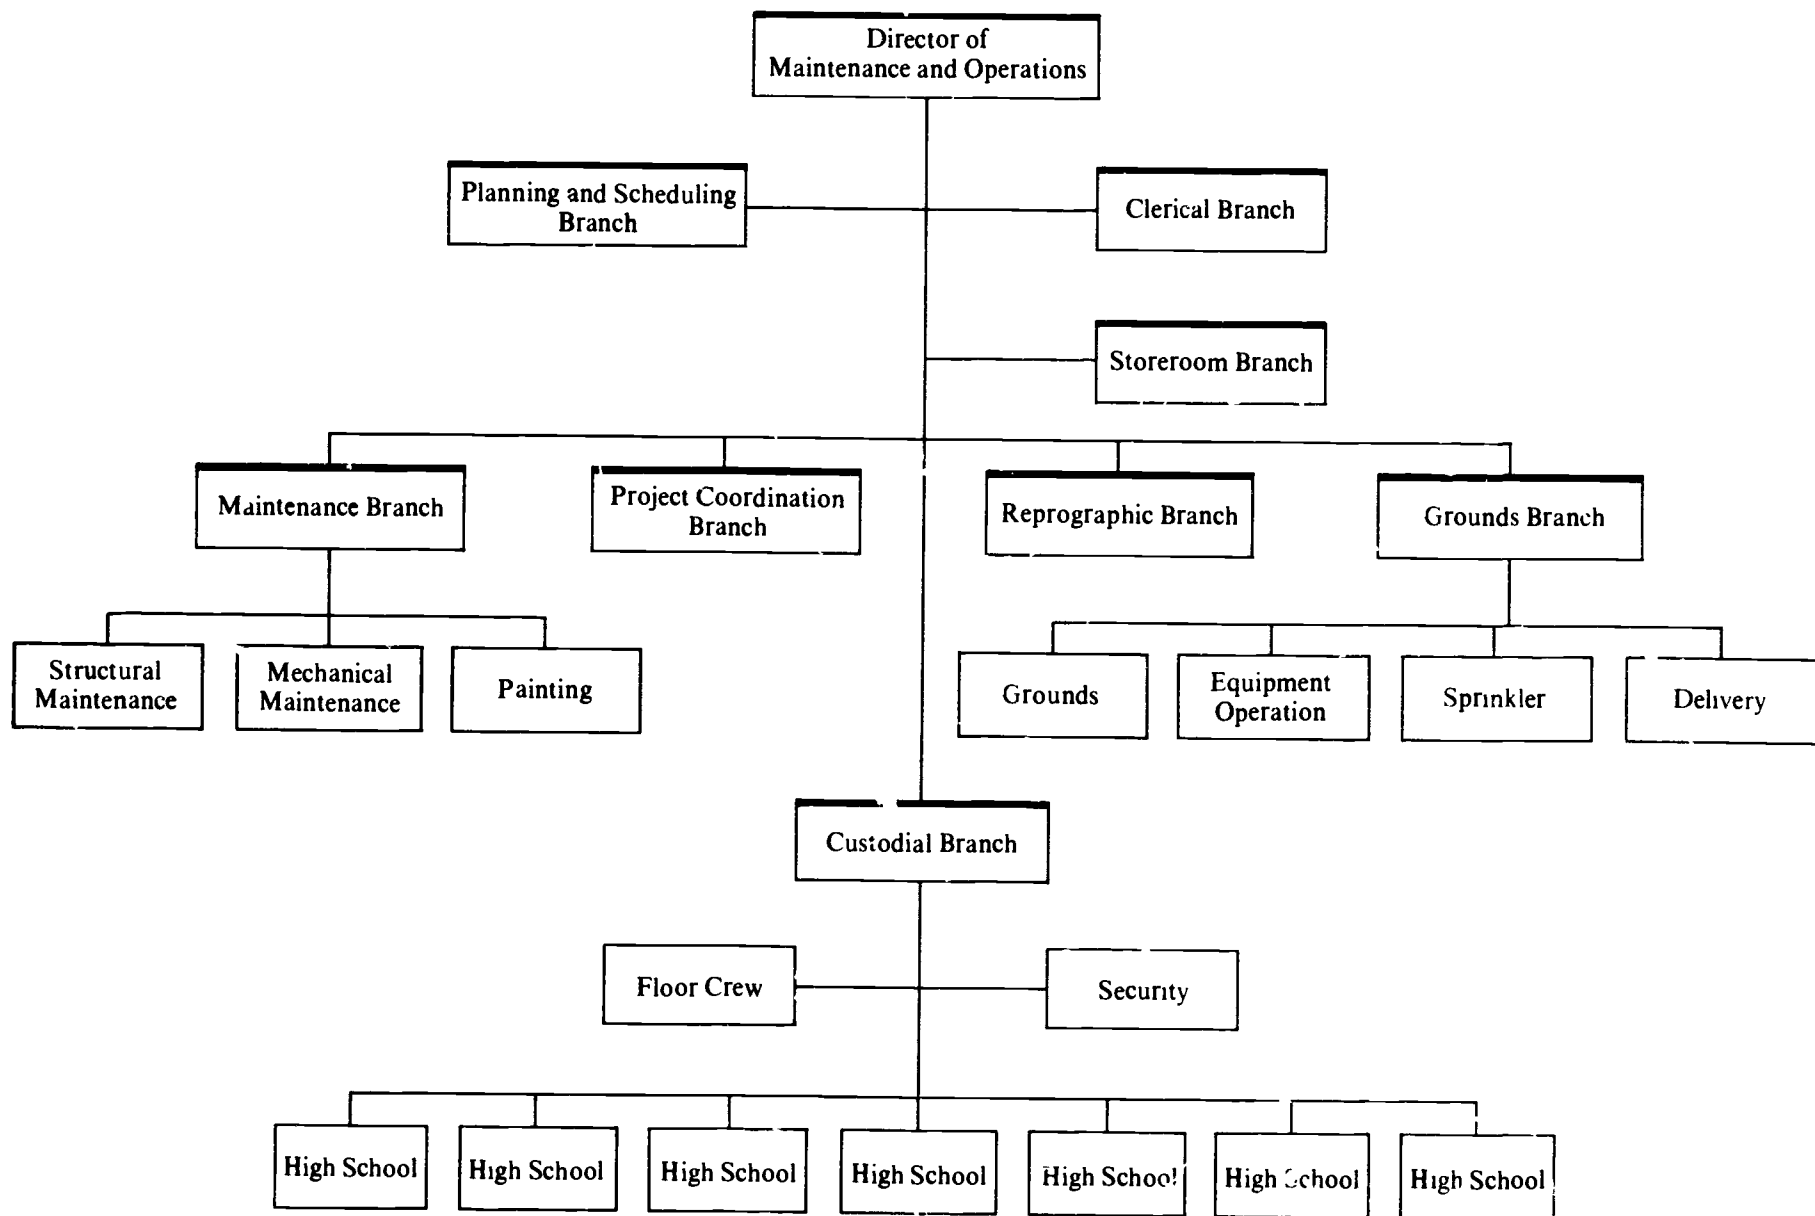 Director of
Maintenance and Operations
Planning and Scheduling
Branch
Clerical Branch
Storeroom Branch
Maintenance Branch
Project Coordination
Branch
Reprographic Branch
Grounds Branch
Structural
Maintenance
Mechanical
Maintenance
Painting
Grounds
Equipment
Operation
Sprinkler
Delivery
Custodial Branch
Floor Crew
Security
High School
High School
High School
High School
High School
High School
High School